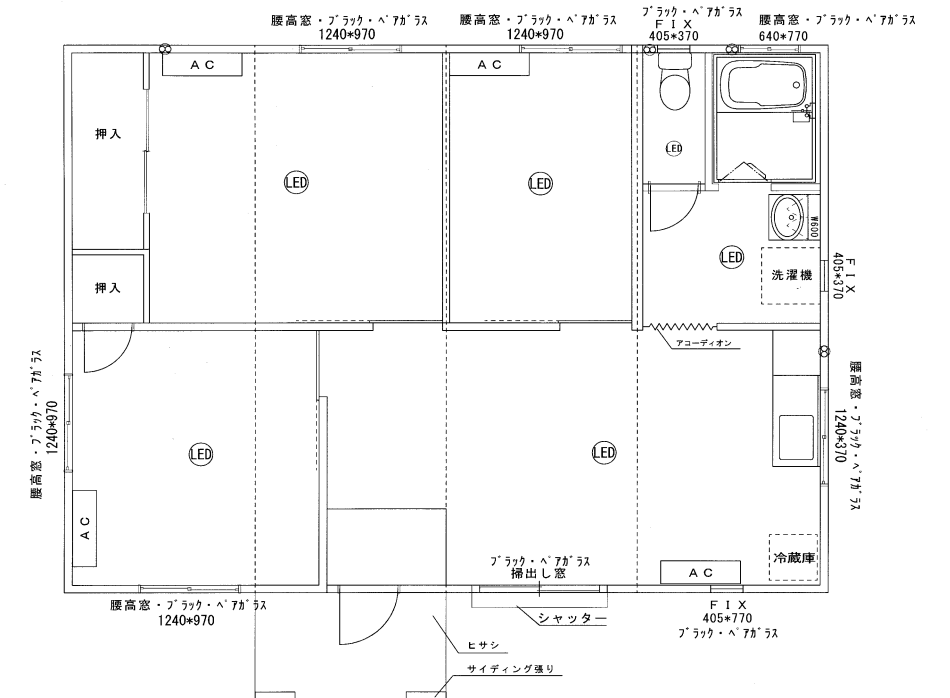 腰高窓・ブラック・ペアガラス
1240*970
腰高窓・ブラック・ペアガラス
1240*970
ブラック・ペアガラス
ＦＩＸ
405*370
腰高窓・ブラック・ペアガラス
640*770
ＡＣ
ＡＣ
押入
LED
LED
LED
W600
LED
洗濯機
ＦＩＸ
405*370
押入
アコーディオン
腰高窓・ブラック・ペアガラス
1240*970
腰高窓・ブラック・ペアガラス
1240*370
LED
LED
ＡＣ
ブラック・ペアガラス
掃出し窓
冷蔵庫
ＡＣ
腰高窓・ブラック・ペアガラス
1240*970
シャッター
ＦＩＸ
405*770
ブラック・ペアガラス
ヒサシ
サイディング張り